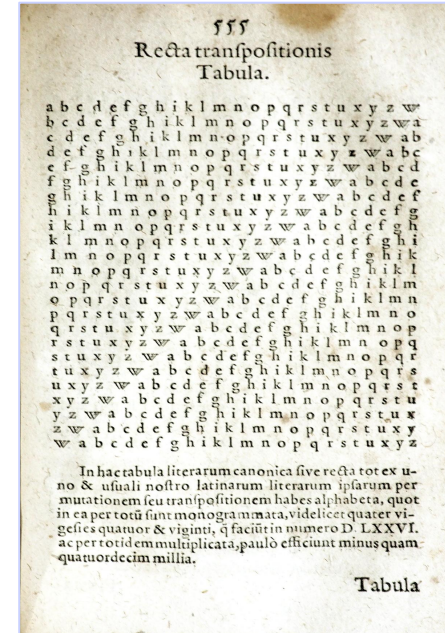 555
Recta tranſpoſitionis
Tabula.
a b c d e f g h i k l m n o p q r s t u x y z w
b c d e f g h i k l m n o p q r s t u x y z w a
c d e f g h i k l m n o p q r s t u x y z w a b
d e f g h i k l m n o p q r s t u x y z w a b c
e f g h i k l m n o p q r s t u x y z w a b c d
f g h i k l m n o p q r s t u x y z w a b c d e
g h i k l m n o p q r s t u x y z w a b c d e f
h i k l m n o p q r s t u x y z w a b c d e f g
i k l m n o p q r s t u x y z w a b c d e f g h
k l m n o p q r s t u x y z w a b c d e f g h i
l m n o p q r s t u x y z w a b c d e f g h i k
m n o p q r s t u x y z w a b c d e f g h i k l
n o p q r s t u x y z w a b c d e f g h i k l m
o p q r s t u x y z w a b c d e f g h i k l m n
p q r s t u x y z w a b c d e f g h i k l m n o
q r s t u x y z w a b c d e f g h i k l m n o p
r s t u x y z w a b c d e f g h i k l m n o p q
s t u x y z w a b c d e f g h i k l m n o p q r
t u x y z w a b c d e f g h i k l m n o p q r s
u x y z w a b c d e f g h i k l m n o p q r s t
x y z w a b c d e f g h i k l m n o p q r s t u
y z w a b c d e f g h i k l m n o p q r s t u x
z w a b c d e f g h i k l m n o p q r s t u x y
w a b c d e f g h i k l m n o p q r s t u x y z
In hac tabula literarum canonica ſive recta tot ex u-
no & uſuali noſtro latinarum literarum ipſarum per
mutationem ſeu tranſpoſitionem habes alphabeta, quot
in ea per totū ſunt monogrammata, videlicet quater vi-
geſies quatuor & viginti, q̄ faciūt in numero D. LXXVI.
ac per totidem multiplicata, paulò efficiunt minus quam
quatuordecim millia.
Tabula